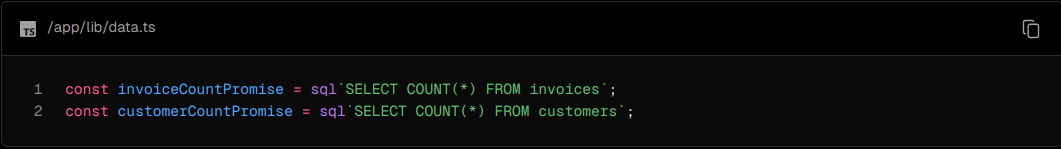 TS /app/lib/data.ts
1 const invoiceCountPromise = sql`SELECT COUNT(*) FROM invoices`;
2 const customerCountPromise = sql`SELECT COUNT(*) FROM customers`;